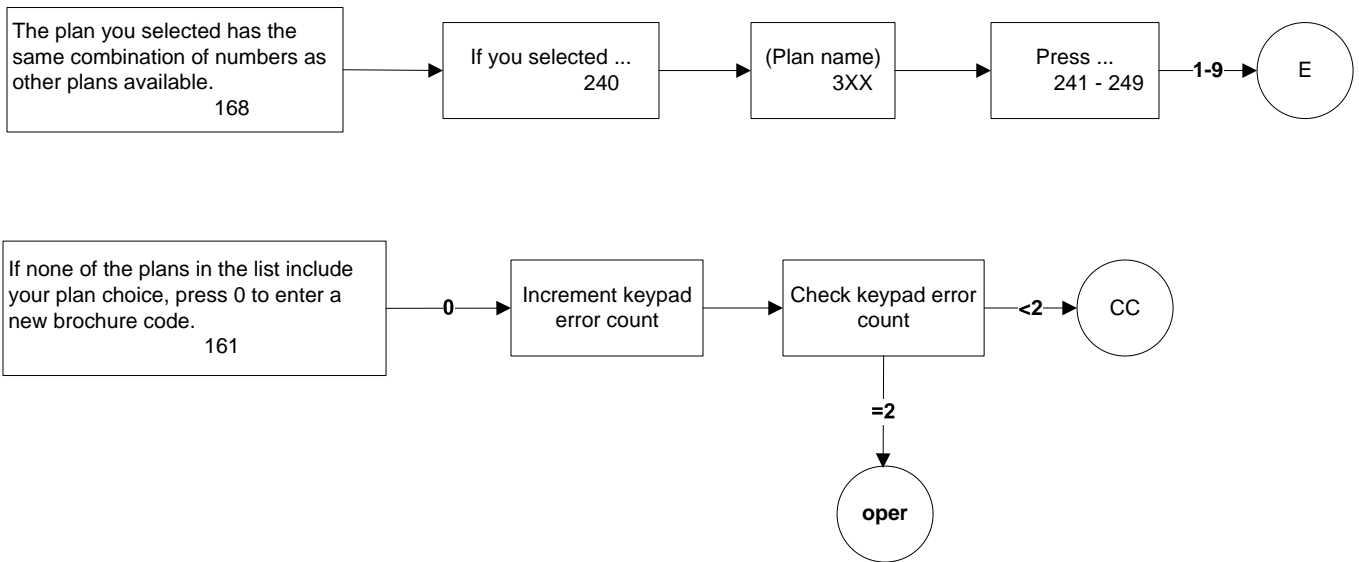 The plan you selected has the
same combination of numbers as
other plans available.
168
If you selected ...
240
(Plan name)
3XX
Press ...
241 - 249
1-9
E
If none of the plans in the list include
your plan choice, press 0 to enter a
new brochure code.
161
0
Increment keypad
error count
Check keypad error
count
<2
CC
=2
oper